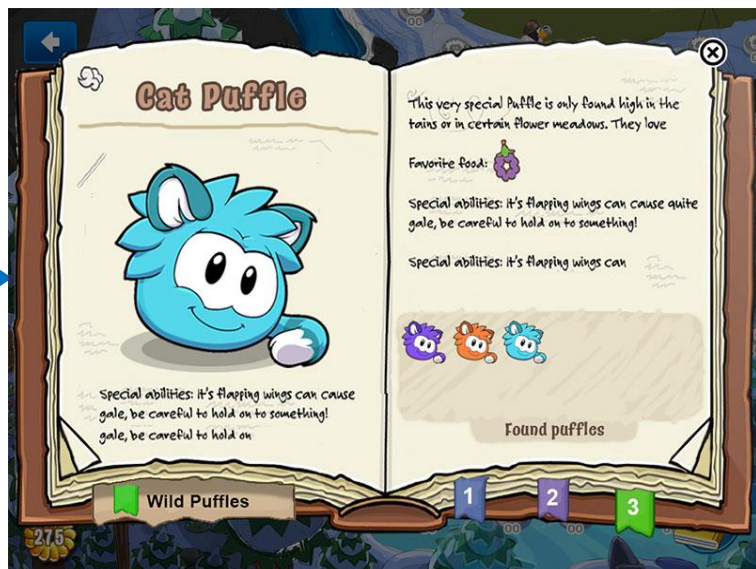 Cat Puffle
Special abilities: it's flapping wings can cause
gale, be careful to hold on to something!
gale, be careful to hold on
This very special Puffle is only found high in the
tains or in certain flower meadows. They love
Favorite food:
Special abilities: it's flapping wings can cause quite
gale, be careful to hold on to something!
Special abilities: it's flapping wings can
Found puffles
Wild Puffles
1
2
3
275